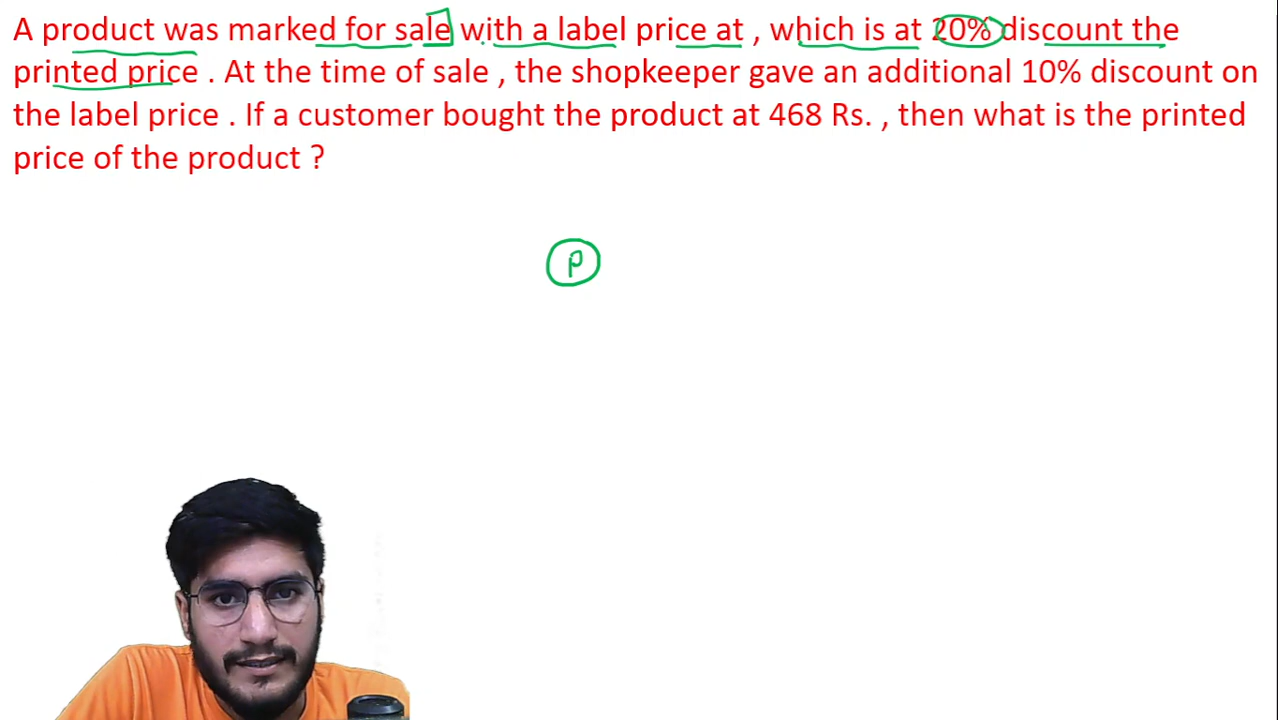 A product was marked for sale with a label price at , which is at 20% discount the
printed price . At the time of sale , the shopkeeper gave an additional 10% discount on
the label price . If a customer bought the product at 468 Rs. , then what is the printed
price of the product ?
P